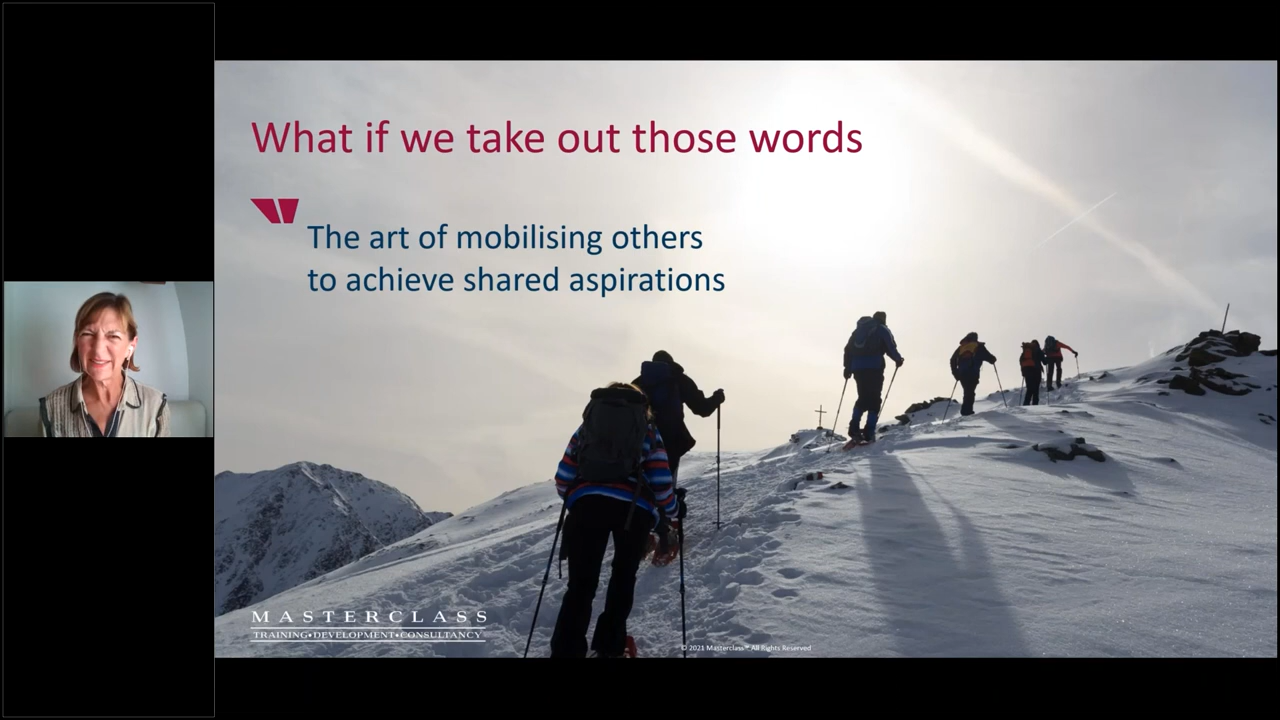 What if we take out those words
The art of mobilising others
to achieve shared aspirations
MASTERCLASS
TRAINING•DEVELOPMENT•CONSULTANCY
© 2021 Masterclass® All Rights Reserved